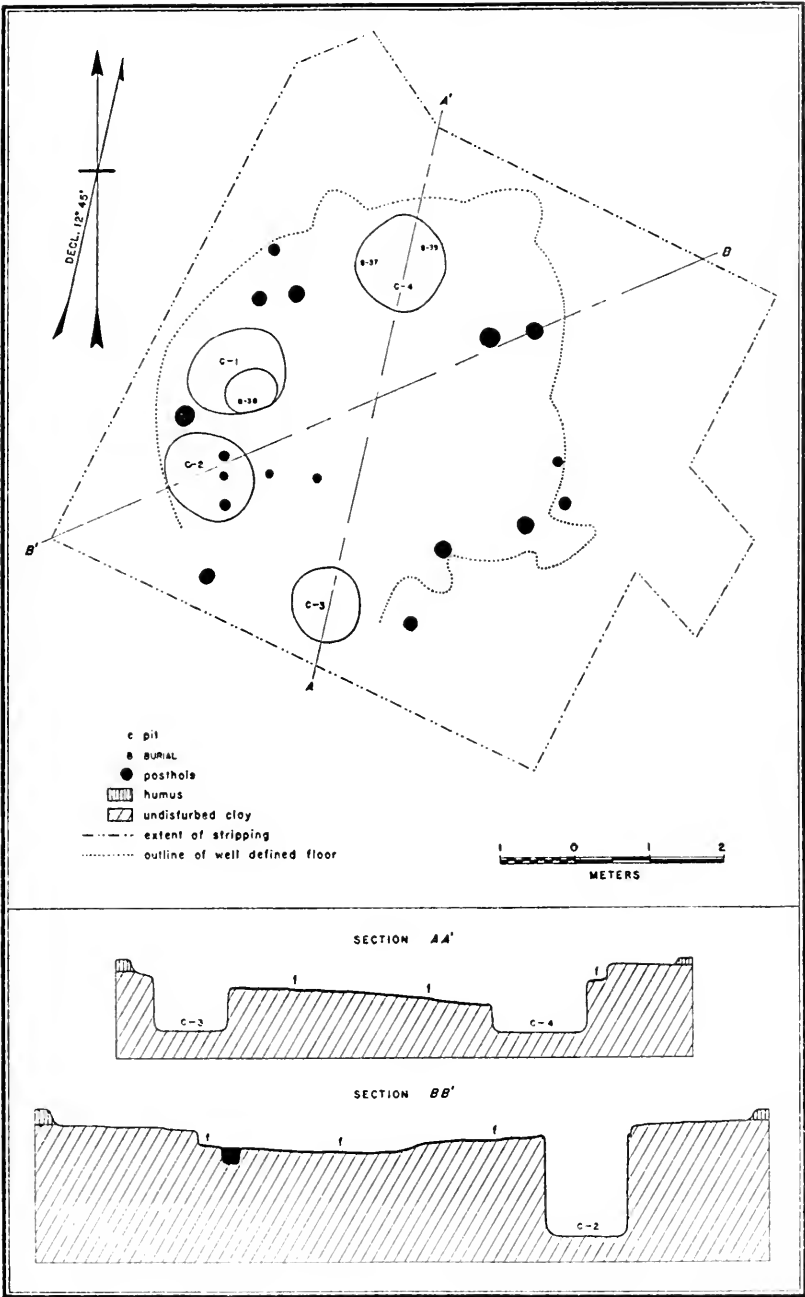 A'
DECL. 12° 45'
B
B-37
B-39
C-4
C-1
B-38
C-2
B'
C-3
A
c pit
B BURIAL
posthole
humus
undisturbed clay
extent of stripping
outline of well defined floor
1 0 1 2
METERS
SECTION AA'
f f f
C-3 C-4
SECTION BB'
f f f
C-2